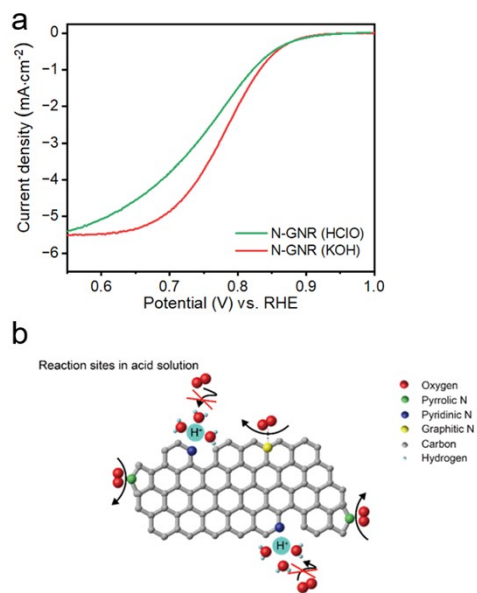 a
Current density (mA·cm⁻²)
0
−1
−2
−3
−4
−5
−6
N-GNR (HClO)
N-GNR (KOH)
0.6 0.7 0.8 0.9 1.0
Potential (V) vs. RHE
b
Reaction sites in acid solution
Oxygen
Pyrrolic N
Pyridinic N
Graphitic N
Carbon
Hydrogen
H⁺
H⁺